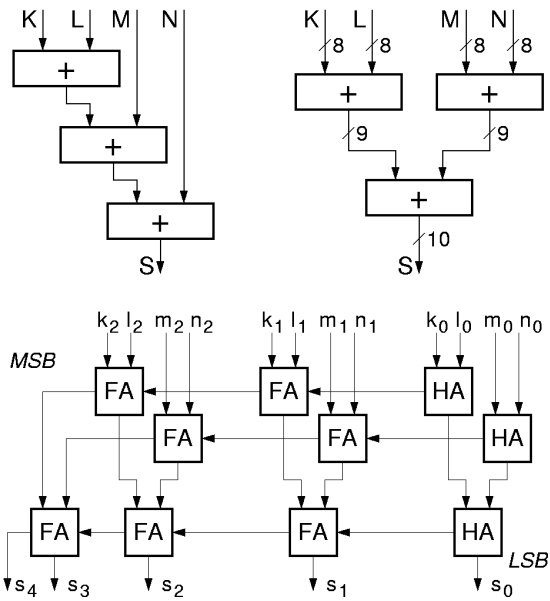 K L M N
+
+
+
S
K L M N
8 8 8 8
+ +
9 9
+
10
S
k2 l2 m2 n2 k1 l1 m1 n1 k0 l0 m0 n0
MSB
FA FA HA
FA FA HA
FA FA FA HA
LSB
s4 s3 s2 s1 s0